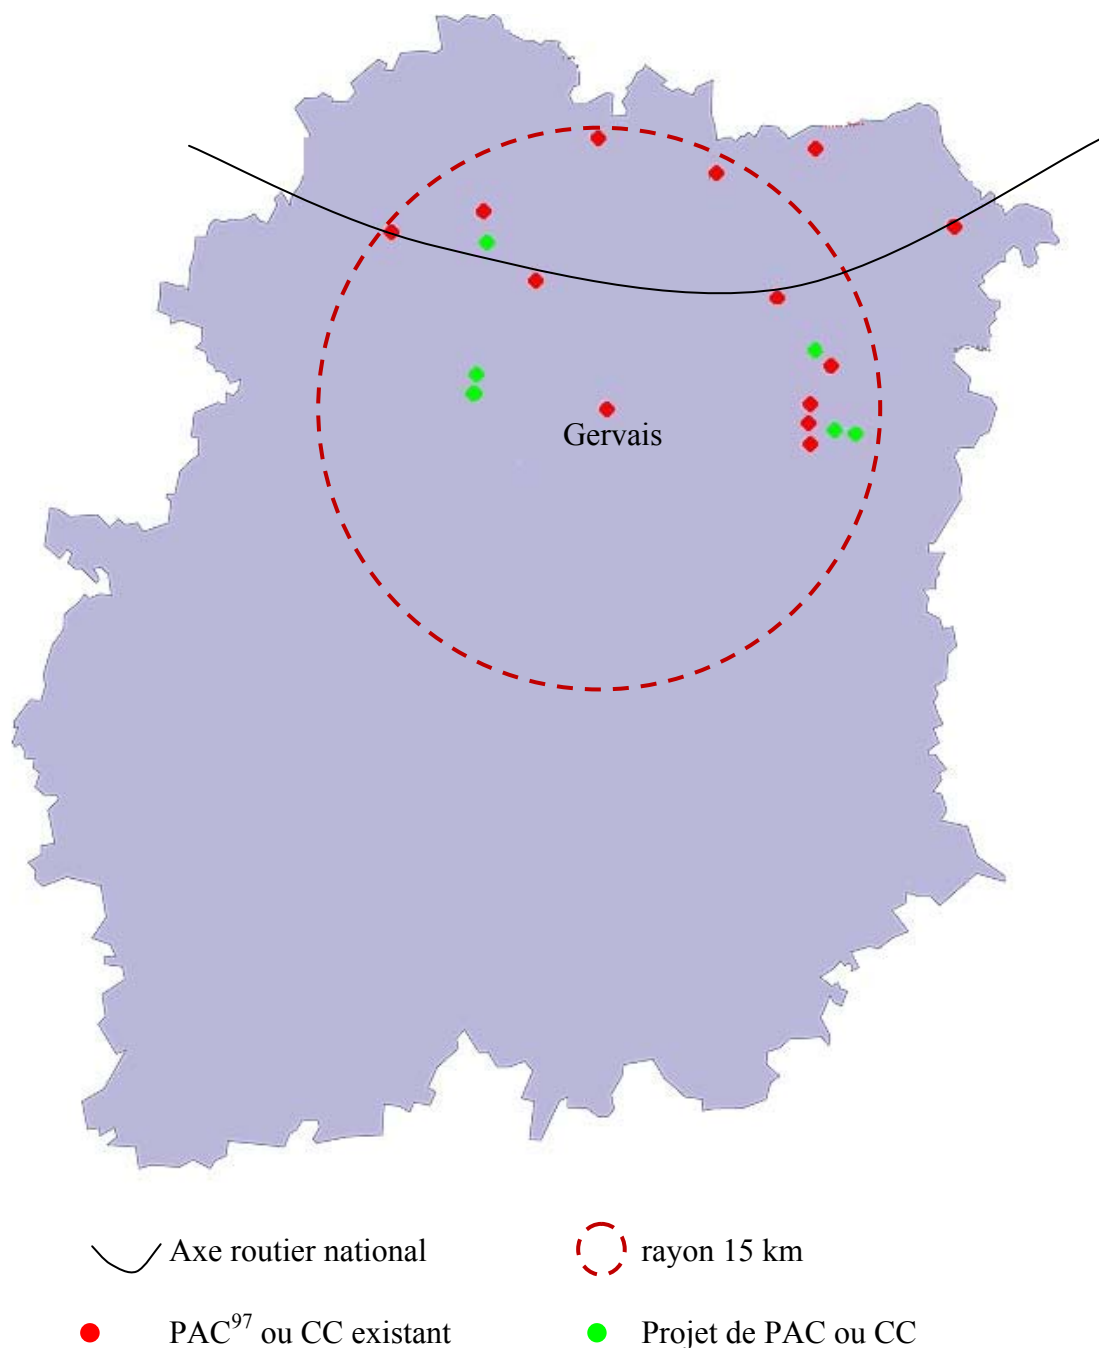 Gervais
Axe routier national
rayon 15 km
PAC97 ou CC existant
Projet de PAC ou CC